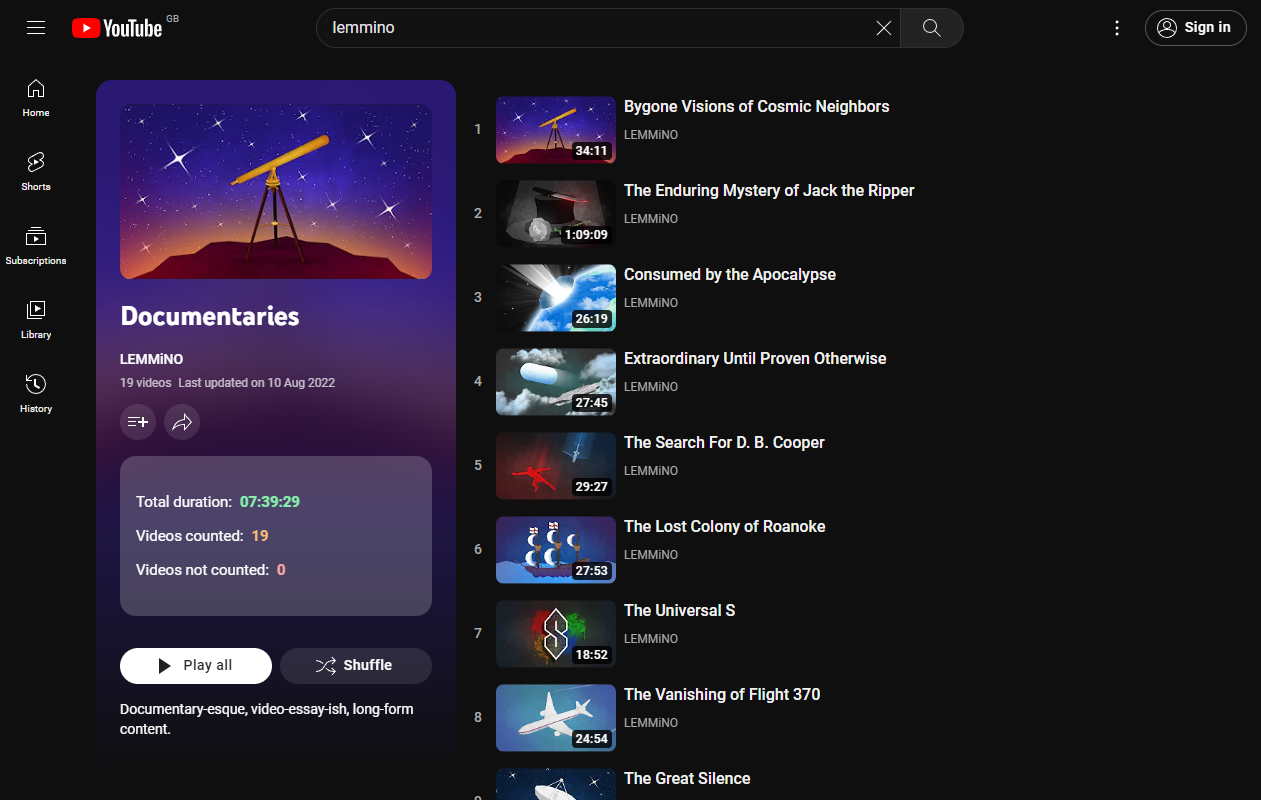 YouTube GB
lemmino
Sign in
Home
Shorts
Subscriptions
Library
History
Documentaries
LEMMiNO
19 videos Last updated on 10 Aug 2022
Total duration: 07:39:29
Videos counted: 19
Videos not counted: 0
Play all
Shuffle
Documentary-esque, video-essay-ish, long-form
content.
1
34:11
Bygone Visions of Cosmic Neighbors
LEMMiNO
2
1:09:09
The Enduring Mystery of Jack the Ripper
LEMMiNO
3
26:19
Consumed by the Apocalypse
LEMMiNO
4
27:45
Extraordinary Until Proven Otherwise
LEMMiNO
5
29:27
The Search For D. B. Cooper
LEMMiNO
6
27:53
The Lost Colony of Roanoke
LEMMiNO
7
18:52
The Universal S
LEMMiNO
8
24:54
The Vanishing of Flight 370
LEMMiNO
The Great Silence